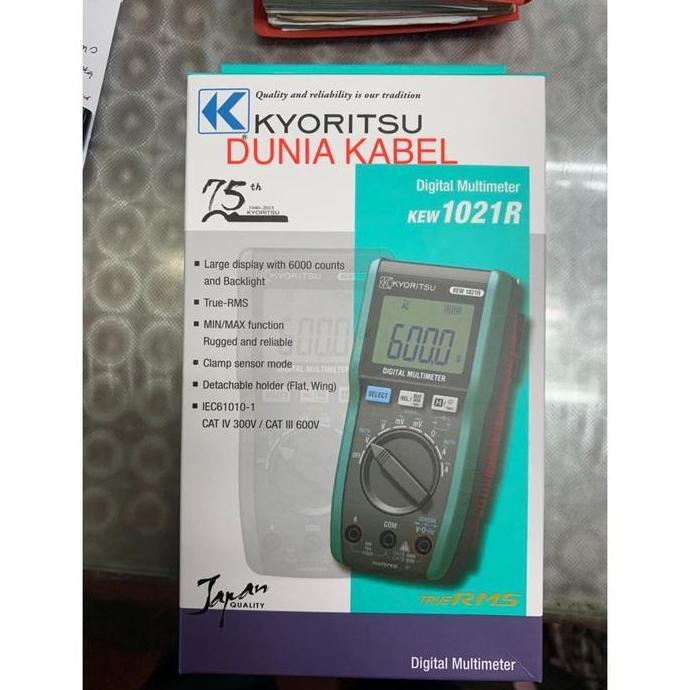 Quality and reliability is our tradition
K
KYORITSU
DUNIA KABEL
75th
1940-2015
KYORITSU
Digital Multimeter
KEW 1021R
Large display with 6000 counts
and Backlight
True-RMS
MIN/MAX function
Rugged and reliable
Clamp sensor mode
Detachable holder (Flat, Wing)
IEC61010-1
CAT IV 300V / CAT III 600V
KYORITSU
KEW 1021R
AC
600.0
V
DIGITAL MULTIMETER
SELECT
COM
Japan
QUALITY
TRUE RMS
Digital Multimeter